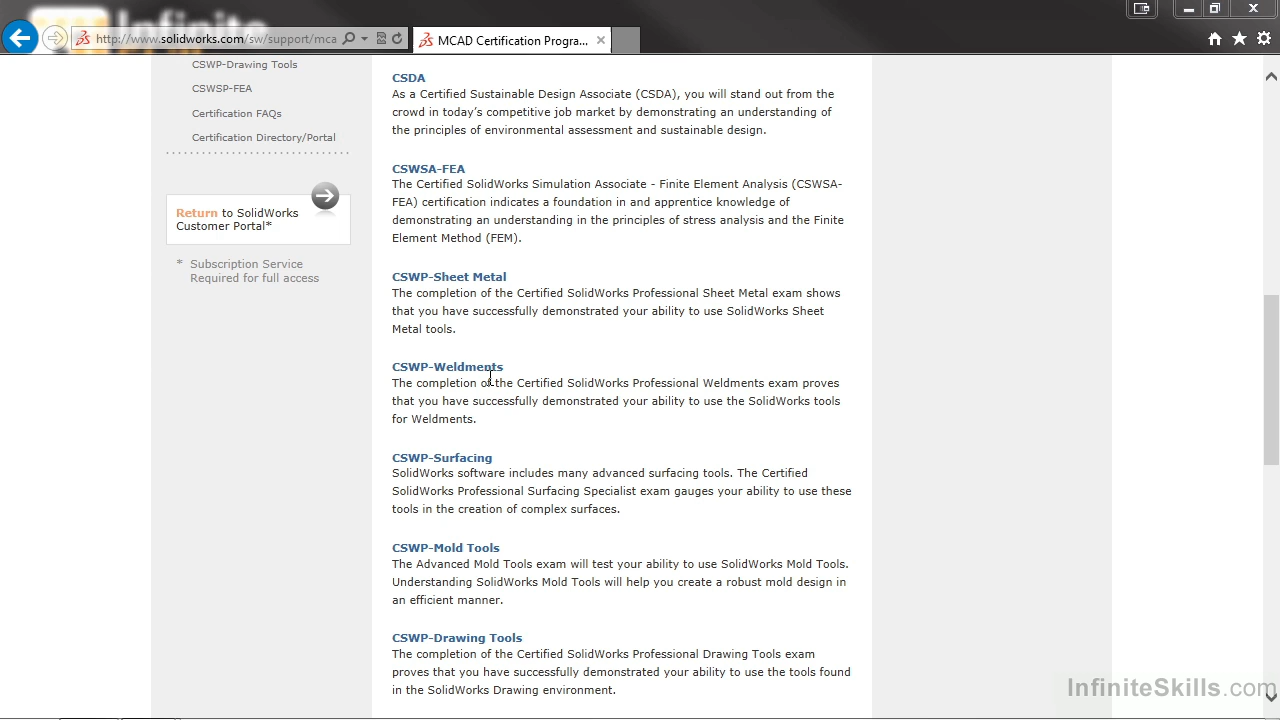 Infinite
http://www.solidworks.com/sw/support/mca
MCAD Certification Progra...
CSWP-Drawing Tools
CSWSP-FEA
Certification FAQs
Certification Directory/Portal
Return to SolidWorks
Customer Portal*
* Subscription Service
Required for full access
CSDA
As a Certified Sustainable Design Associate (CSDA), you will stand out from the
crowd in today's competitive job market by demonstrating an understanding of
the principles of environmental assessment and sustainable design.
CSWSA-FEA
The Certified SolidWorks Simulation Associate - Finite Element Analysis (CSWSA-
FEA) certification indicates a foundation in and apprentice knowledge of
demonstrating an understanding in the principles of stress analysis and the Finite
Element Method (FEM).
CSWP-Sheet Metal
The completion of the Certified SolidWorks Professional Sheet Metal exam shows
that you have successfully demonstrated your ability to use SolidWorks Sheet
Metal tools.
CSWP-Weldments
The completion of the Certified SolidWorks Professional Weldments exam proves
that you have successfully demonstrated your ability to use the SolidWorks tools
for Weldments.
CSWP-Surfacing
SolidWorks software includes many advanced surfacing tools. The Certified
SolidWorks Professional Surfacing Specialist exam gauges your ability to use these
tools in the creation of complex surfaces.
CSWP-Mold Tools
The Advanced Mold Tools exam will test your ability to use SolidWorks Mold Tools.
Understanding SolidWorks Mold Tools will help you create a robust mold design in
an efficient manner.
CSWP-Drawing Tools
The completion of the Certified SolidWorks Professional Drawing Tools exam
proves that you have successfully demonstrated your ability to use the tools found
in the SolidWorks Drawing environment.
InfiniteSkills.com